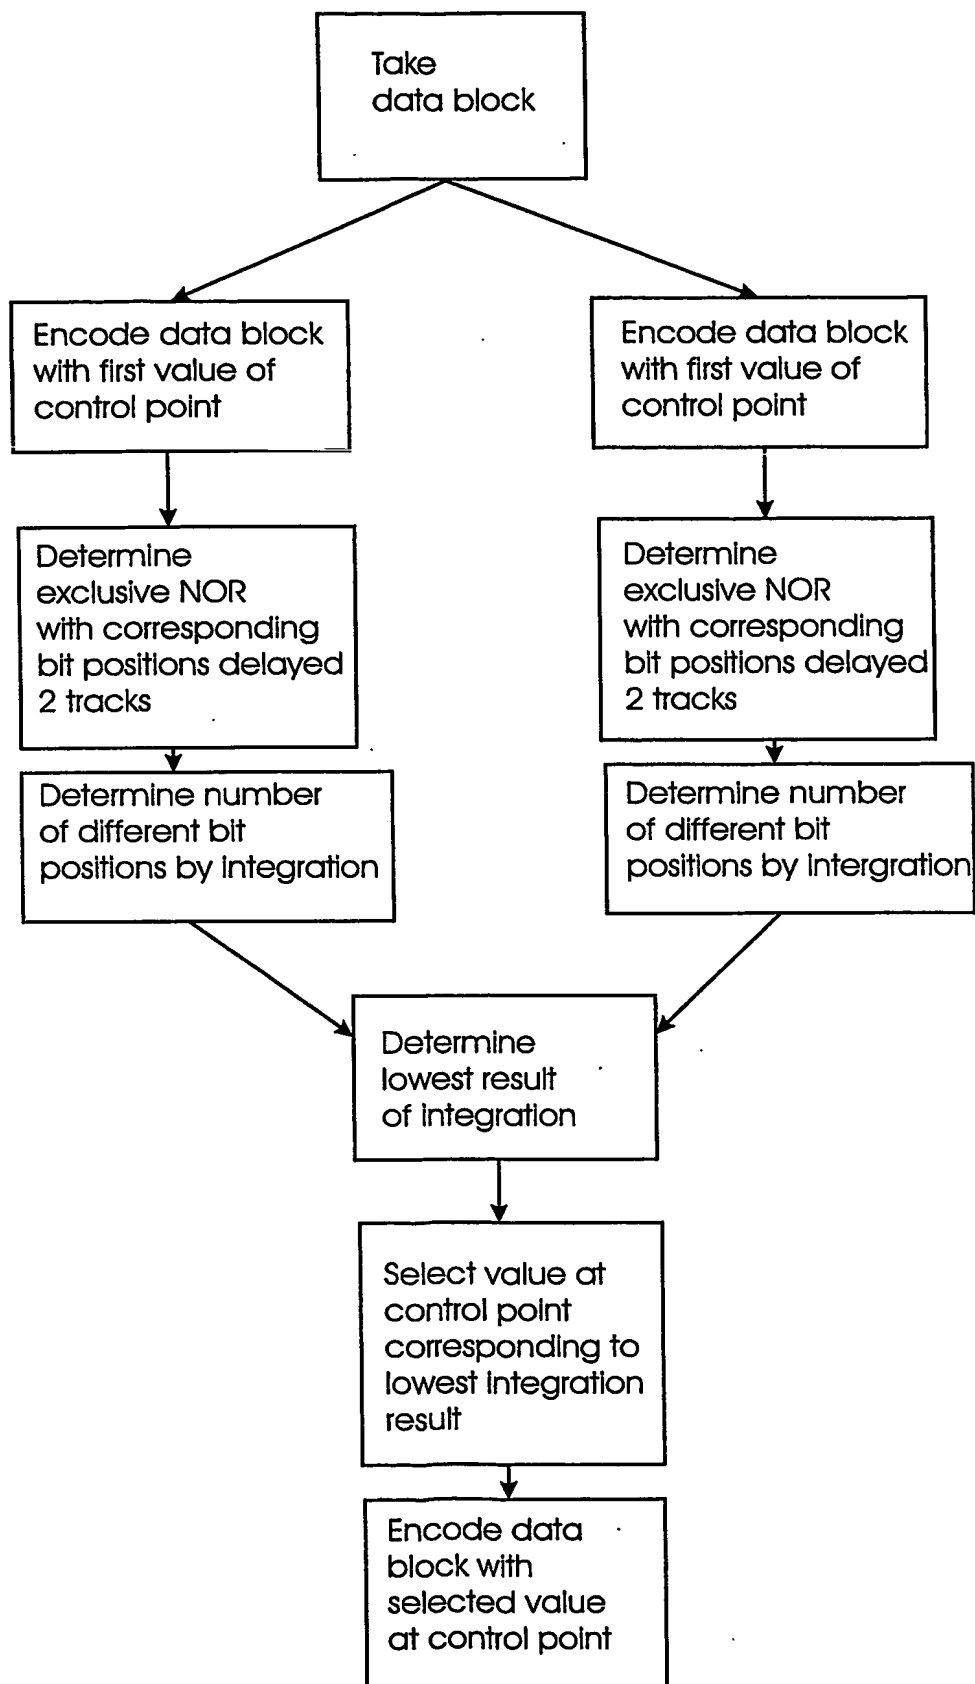 Take
data block
Encode data block
with first value of
control point
Encode data block
with first value of
control point
Determine
exclusive NOR
with corresponding
bit positions delayed
2 tracks
Determine
exclusive NOR
with corresponding
bit positions delayed
2 tracks
Determine number
of different bit
positions by integration
Determine number
of different bit
positions by intergration
Determine
lowest result
of integration
Select value at
control point
corresponding to
lowest integration
result
Encode data
block with
selected value
at control point